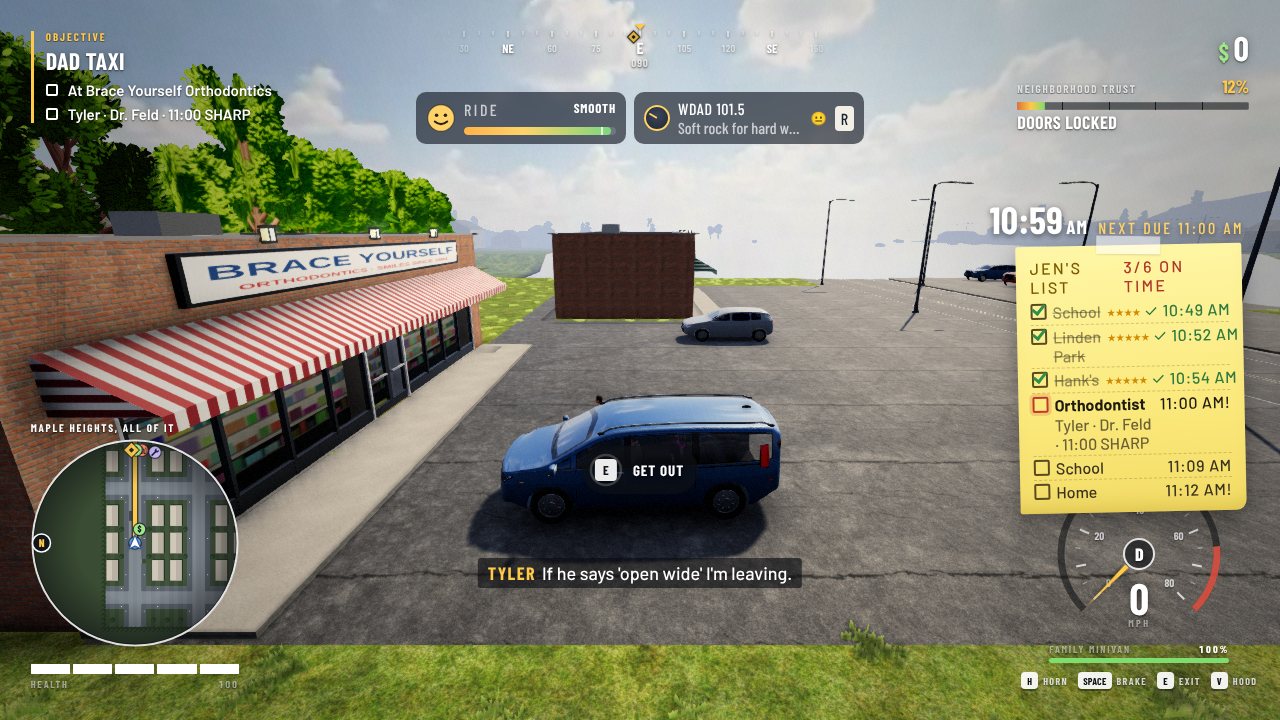 OBJECTIVE
DAD TAXI
At Brace Yourself Orthodontics
Tyler · Dr. Feld · 11:00 SHARP
30 NE 60 75 E 105 120 SE 150
090
RIDE SMOOTH
WDAD 101.5
Soft rock for hard w...
R
$0
NEIGHBORHOOD TRUST 12%
DOORS LOCKED
10:59 AM NEXT DUE 11:00 AM
JEN'S LIST 3/6 ON TIME
School ★★★★ ✓ 10:49 AM
Linden Park ★★★★★ ✓ 10:52 AM
Hank's ★★★★★ ✓ 10:54 AM
Orthodontist 11:00 AM!
Tyler · Dr. Feld
· 11:00 SHARP
School 11:09 AM
Home 11:12 AM!
BRACE YOURSELF
ORTHODONTICS · SMILES SINCE
E GET OUT
TYLER If he says 'open wide' I'm leaving.
MAPLE HEIGHTS, ALL OF IT
N
$
HEALTH 100
20 60
80
0
D
0
MPH
FAMILY MINIVAN 100%
H HORN SPACE BRAKE E EXIT V HOOD